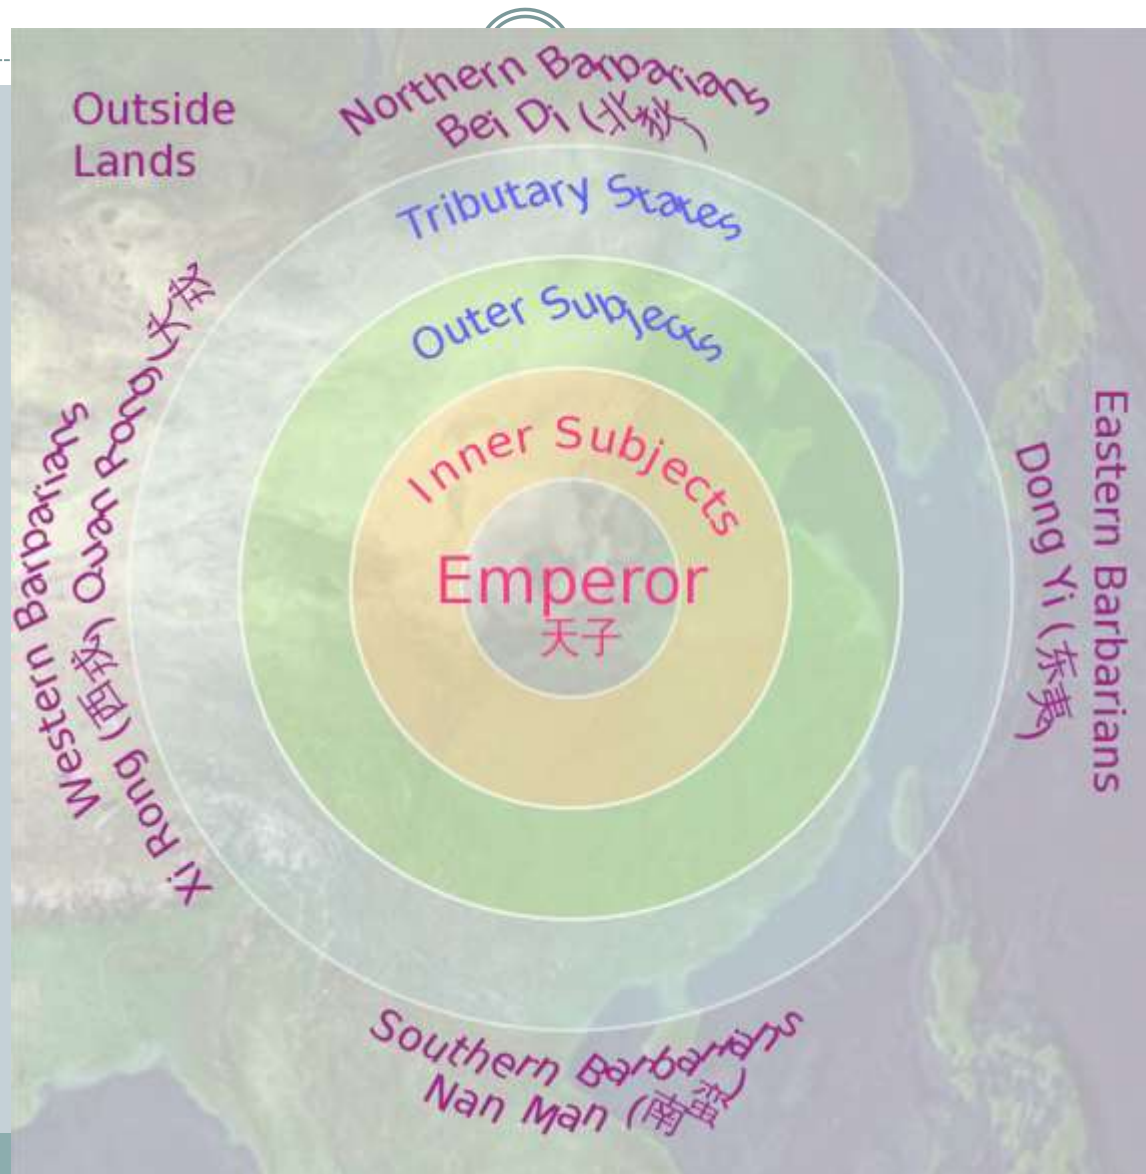 Outside
Lands
Northern Barbarians
Bei Di (北狄)
Tributary States
Outer Subjects
Inner Subjects
Emperor
天子
Western Barbarians
Xi Rong (西戎) Quan Rong (犬戎)
Eastern Barbarians
Dong Yi (东夷)
Southern Barbarians
Nan Man (南蛮)